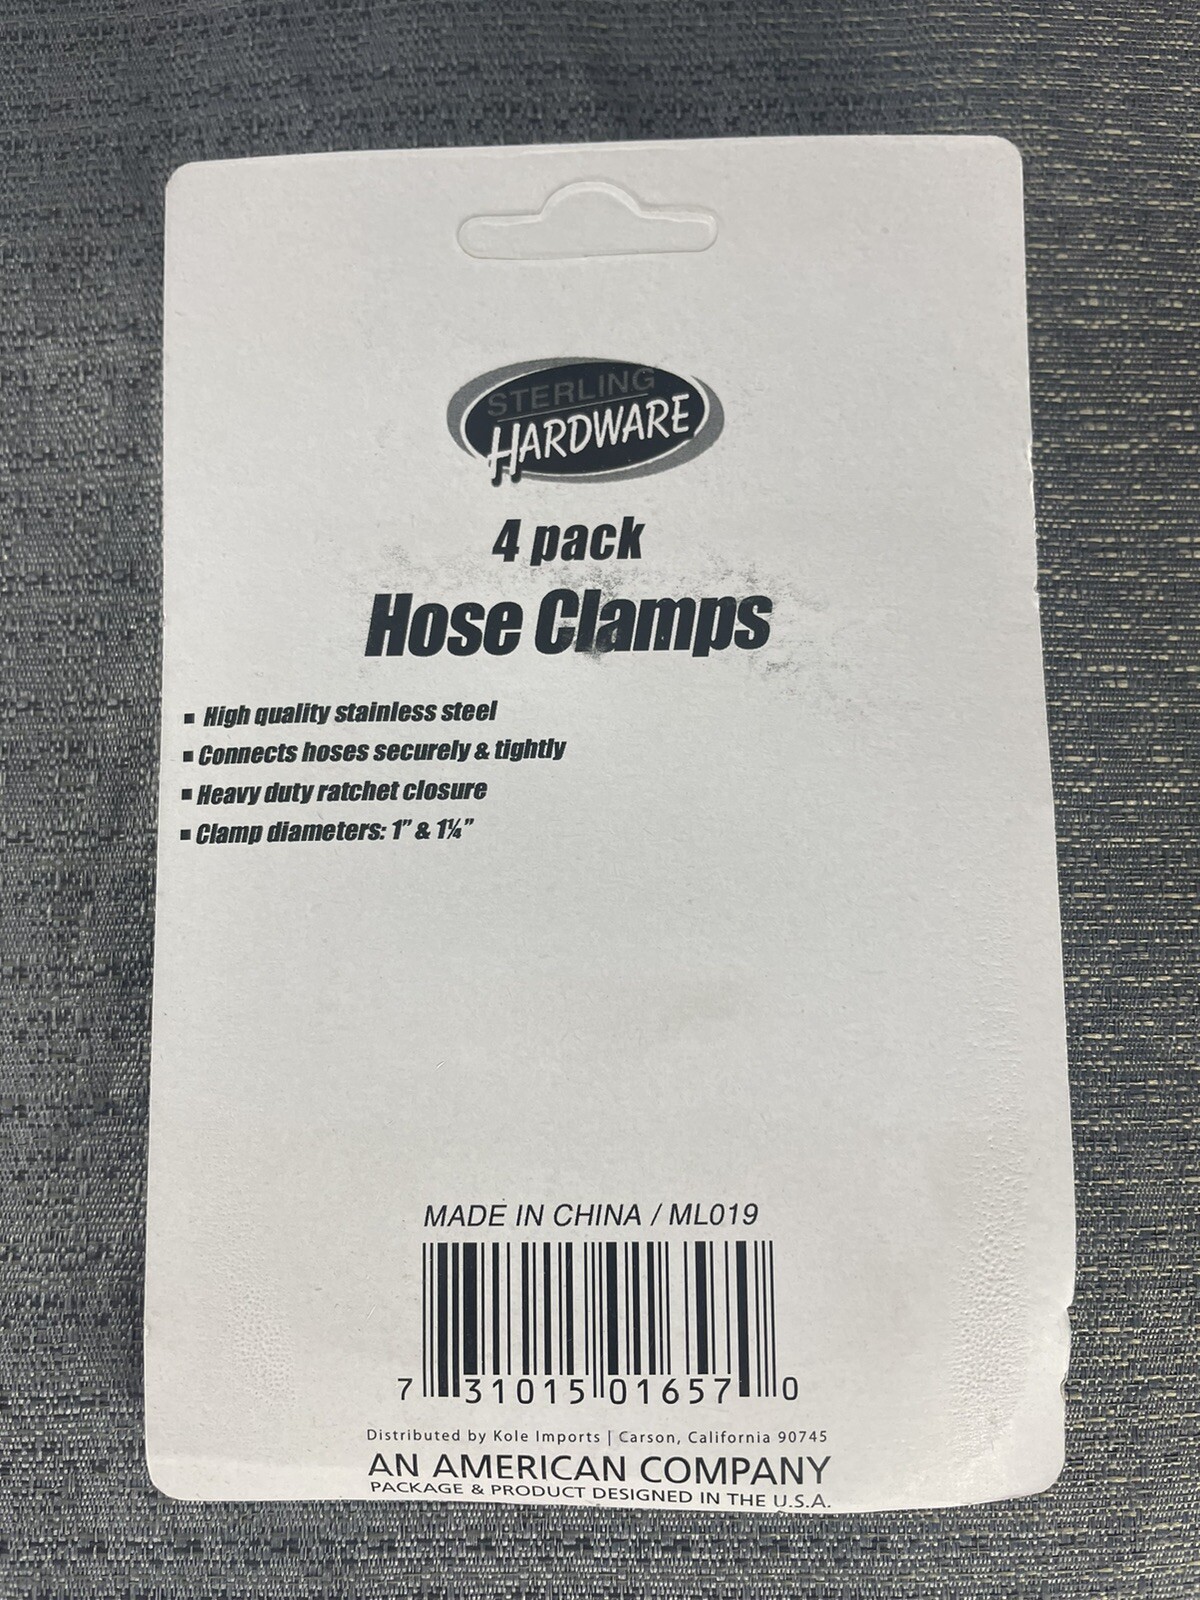 STERLING
HARDWARE
4 pack
Hose Clamps
▪ High quality stainless steel
▪ Connects hoses securely & tightly
▪ Heavy duty ratchet closure
▪ Clamp diameters: 1" & 1¼"
MADE IN CHINA / ML019
7 31015 01657 0
Distributed by Kole Imports | Carson, California 90745
AN AMERICAN COMPANY
PACKAGE & PRODUCT DESIGNED IN THE U.S.A.